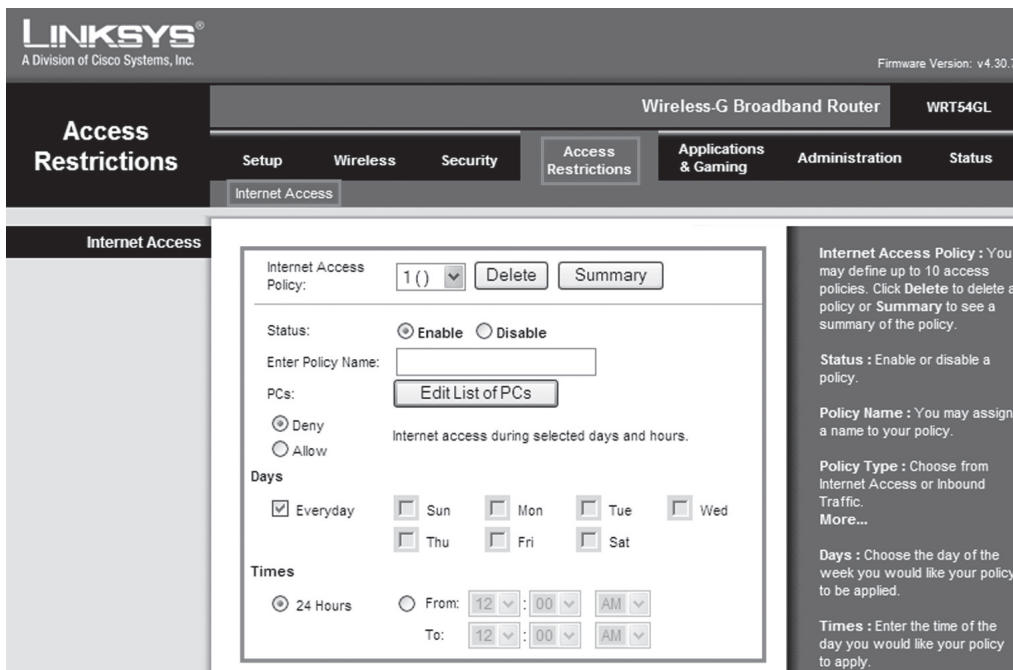 LINKSYS®
A Division of Cisco Systems, Inc.
Firmware Version: v4.30.7
Wireless-G Broadband Router
WRT54GL
Access
Restrictions
Setup
Wireless
Security
Access
Restrictions
Applications
& Gaming
Administration
Status
Internet Access
Internet Access
Internet Access
Policy:
1 ()
Delete
Summary
Status:
Enable
Disable
Enter Policy Name:
PCs:
Edit List of PCs
Deny
Allow
Internet access during selected days and hours.
Days
Everyday
Sun
Mon
Tue
Wed
Thu
Fri
Sat
Times
24 Hours
From:
12 : 00 AM
To:
12 : 00 AM
Internet Access Policy : You
may define up to 10 access
policies. Click Delete to delete a
policy or Summary to see a
summary of the policy.
Status : Enable or disable a
policy.
Policy Name : You may assign
a name to your policy.
Policy Type : Choose from
Internet Access or Inbound
Traffic.
More...
Days : Choose the day of the
week you would like your policy
to be applied.
Times : Enter the time of the
day you would like your policy
to apply.